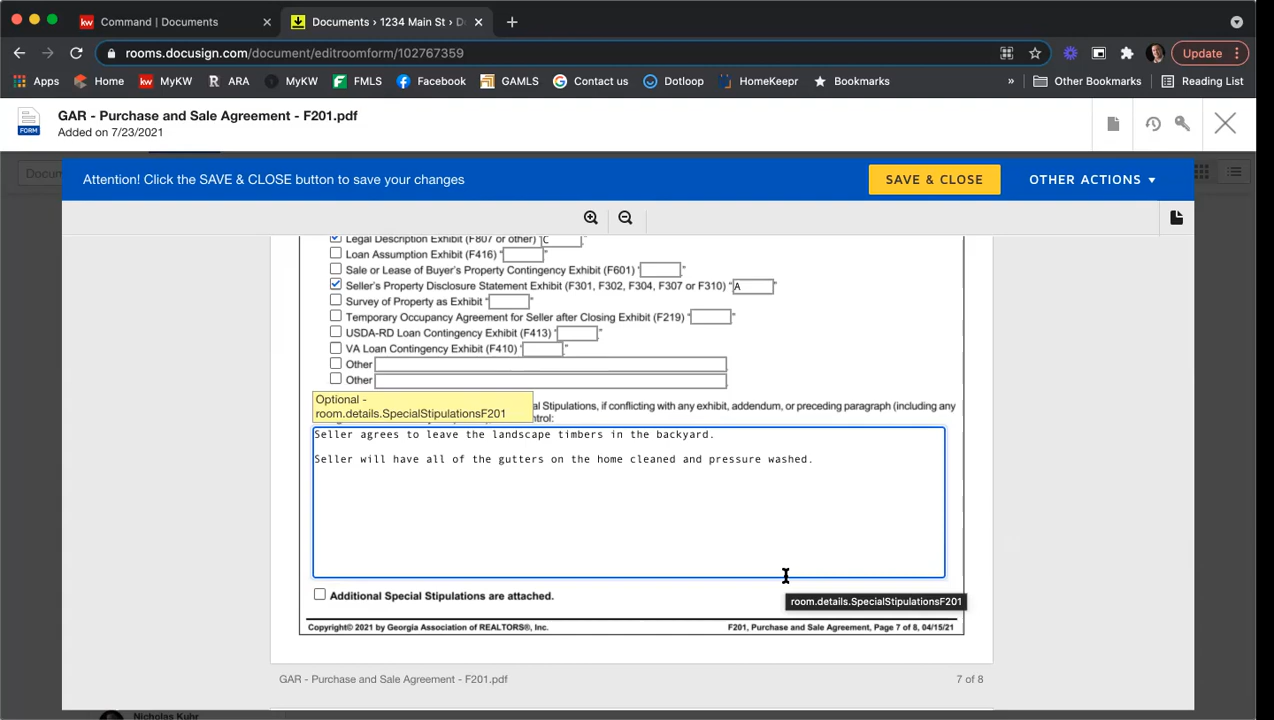 Command | Documents
Documents › 1234 Main St › D
rooms.docusign.com/document/editroomform/102767359
Update
Apps
Home
kw MyKW
R ARA
MyKW
FMLS
Facebook
GAMLS
Contact us
Dotloop
HomeKeepr
Bookmarks
»
Other Bookmarks
Reading List
FORM
GAR - Purchase and Sale Agreement - F201.pdf
Added on 7/23/2021
Docum
Attention! Click the SAVE & CLOSE button to save your changes
SAVE & CLOSE
OTHER ACTIONS
Legal Description Exhibit (F807 or other) "C"
Loan Assumption Exhibit (F416) " "
Sale or Lease of Buyer's Property Contingency Exhibit (F601) " "
Seller's Property Disclosure Statement Exhibit (F301, F302, F304, F307 or F310) "A"
Survey of Property as Exhibit " "
Temporary Occupancy Agreement for Seller after Closing Exhibit (F219) " "
USDA-RD Loan Contingency Exhibit (F413) " "
VA Loan Contingency Exhibit (F410) " "
Other
Other
Optional -
room.details.SpecialStipulationsF201
Stipulations, if conflicting with any exhibit, addendum, or preceding paragraph (including any
Seller agrees to leave the landscape timbers in the backyard.
Seller will have all of the gutters on the home cleaned and pressure washed.
room.details.SpecialStipulationsF201
Additional Special Stipulations are attached.
Copyright© 2021 by Georgia Association of REALTORS®, Inc.
F201, Purchase and Sale Agreement, Page 7 of 8, 04/15/21
GAR - Purchase and Sale Agreement - F201.pdf
7 of 8
Nicholas Kuhr